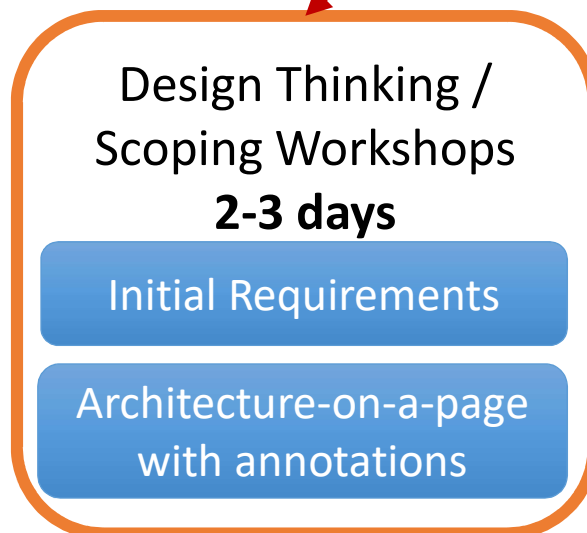 Design Thinking /
Scoping Workshops
2-3 days
Initial Requirements
Architecture-on-a-page
with annotations